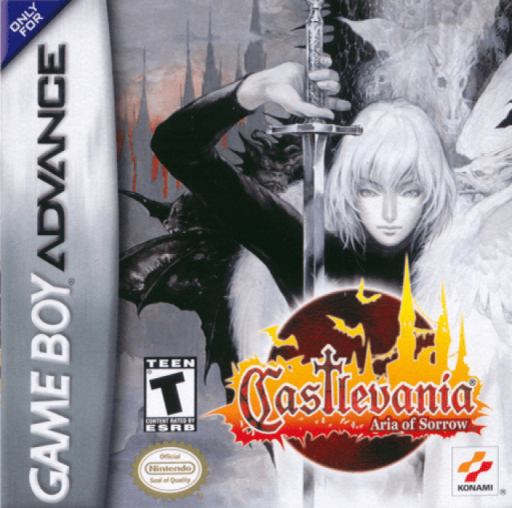 ONLY
FOR
GAME BOY ADVANCE
TEEN
T
CONTENT RATED BY
ESRB
Official
Nintendo
Seal of Quality
Castlevania®
Aria of Sorrow
KONAMI
®